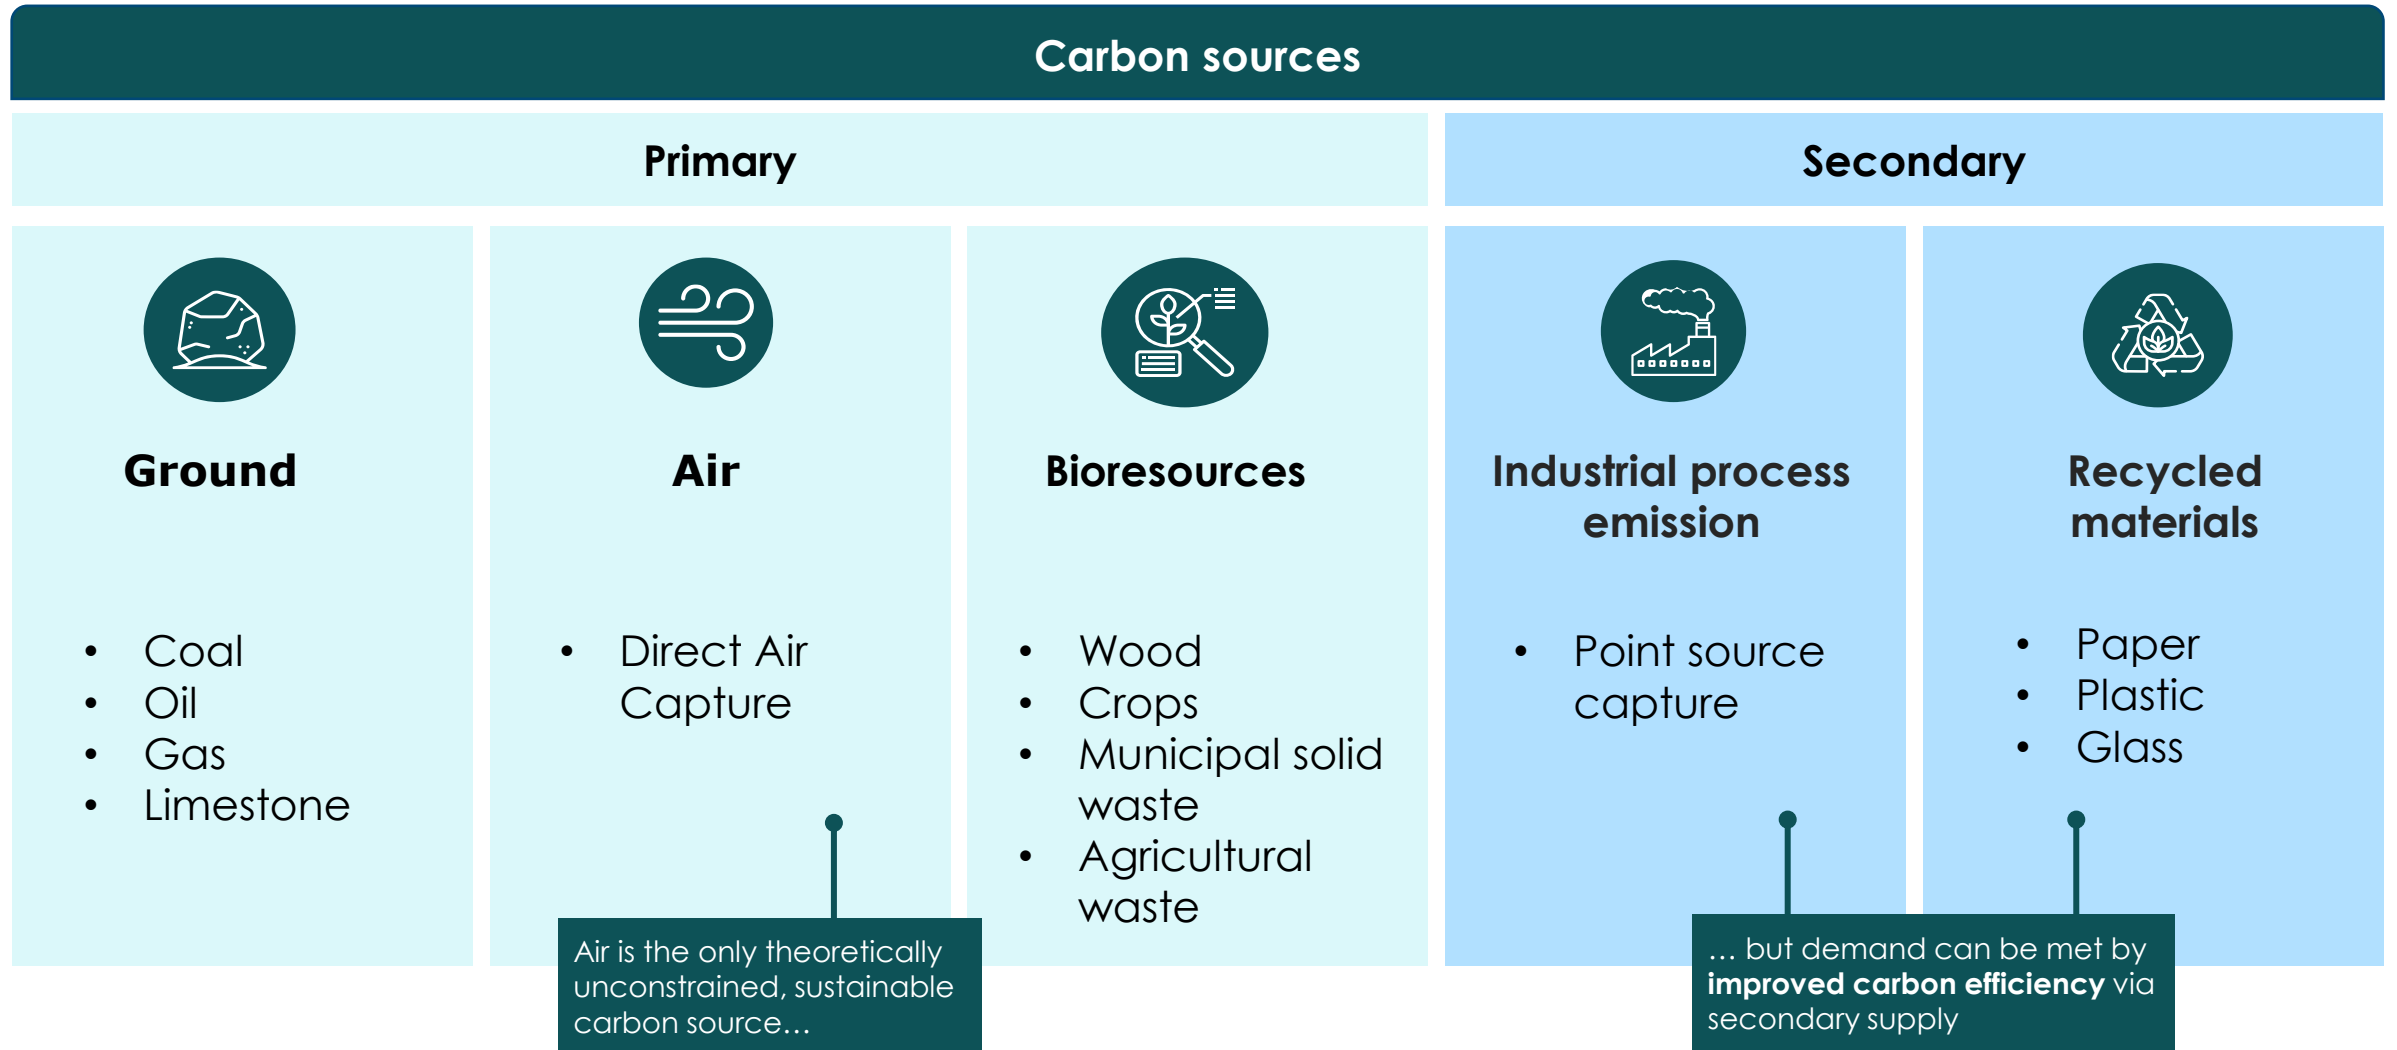 Carbon sources
Primary
Secondary
Ground
• Coal
• Oil
• Gas
• Limestone
Air
• Direct Air
Capture
Air is the only theoretically
unconstrained, sustainable
carbon source…
Bioresources
• Wood
• Crops
• Municipal solid
waste
• Agricultural
waste
Industrial process
emission
• Point source
capture
Recycled
materials
• Paper
• Plastic
• Glass
… but demand can be met by
improved carbon efficiency via
secondary supply